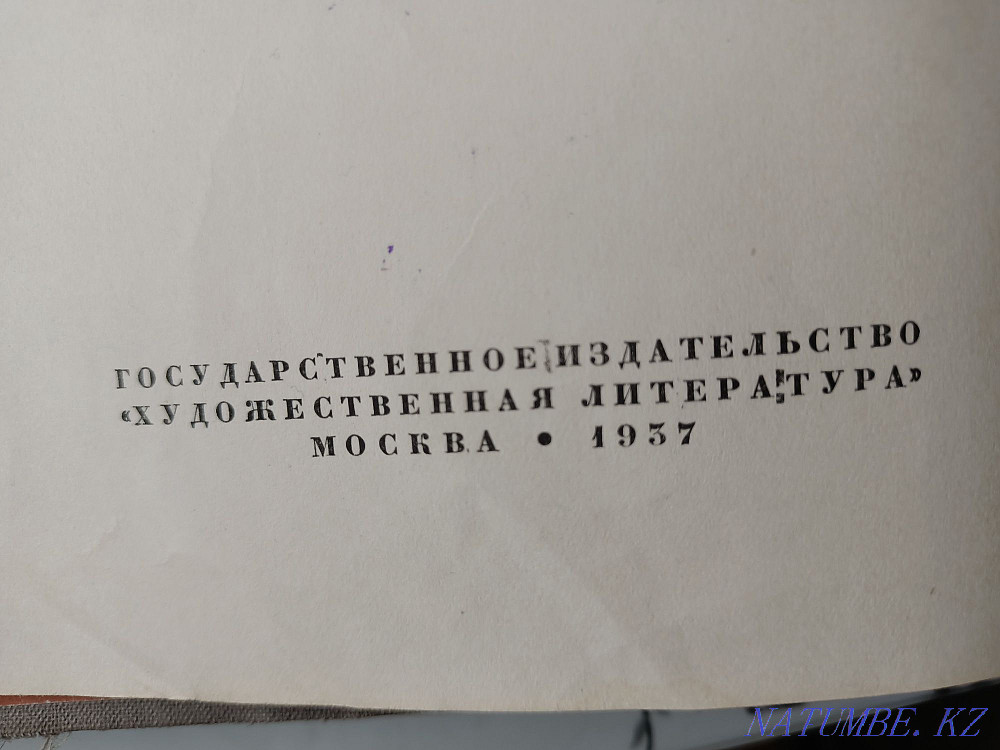 ГОСУДАРСТВЕННОЕ ИЗДАТЕЛЬСТВО
«ХУДОЖЕСТВЕННАЯ ЛИТЕРАТУРА»
МОСКВА • 1937
NATUMBE. KZ